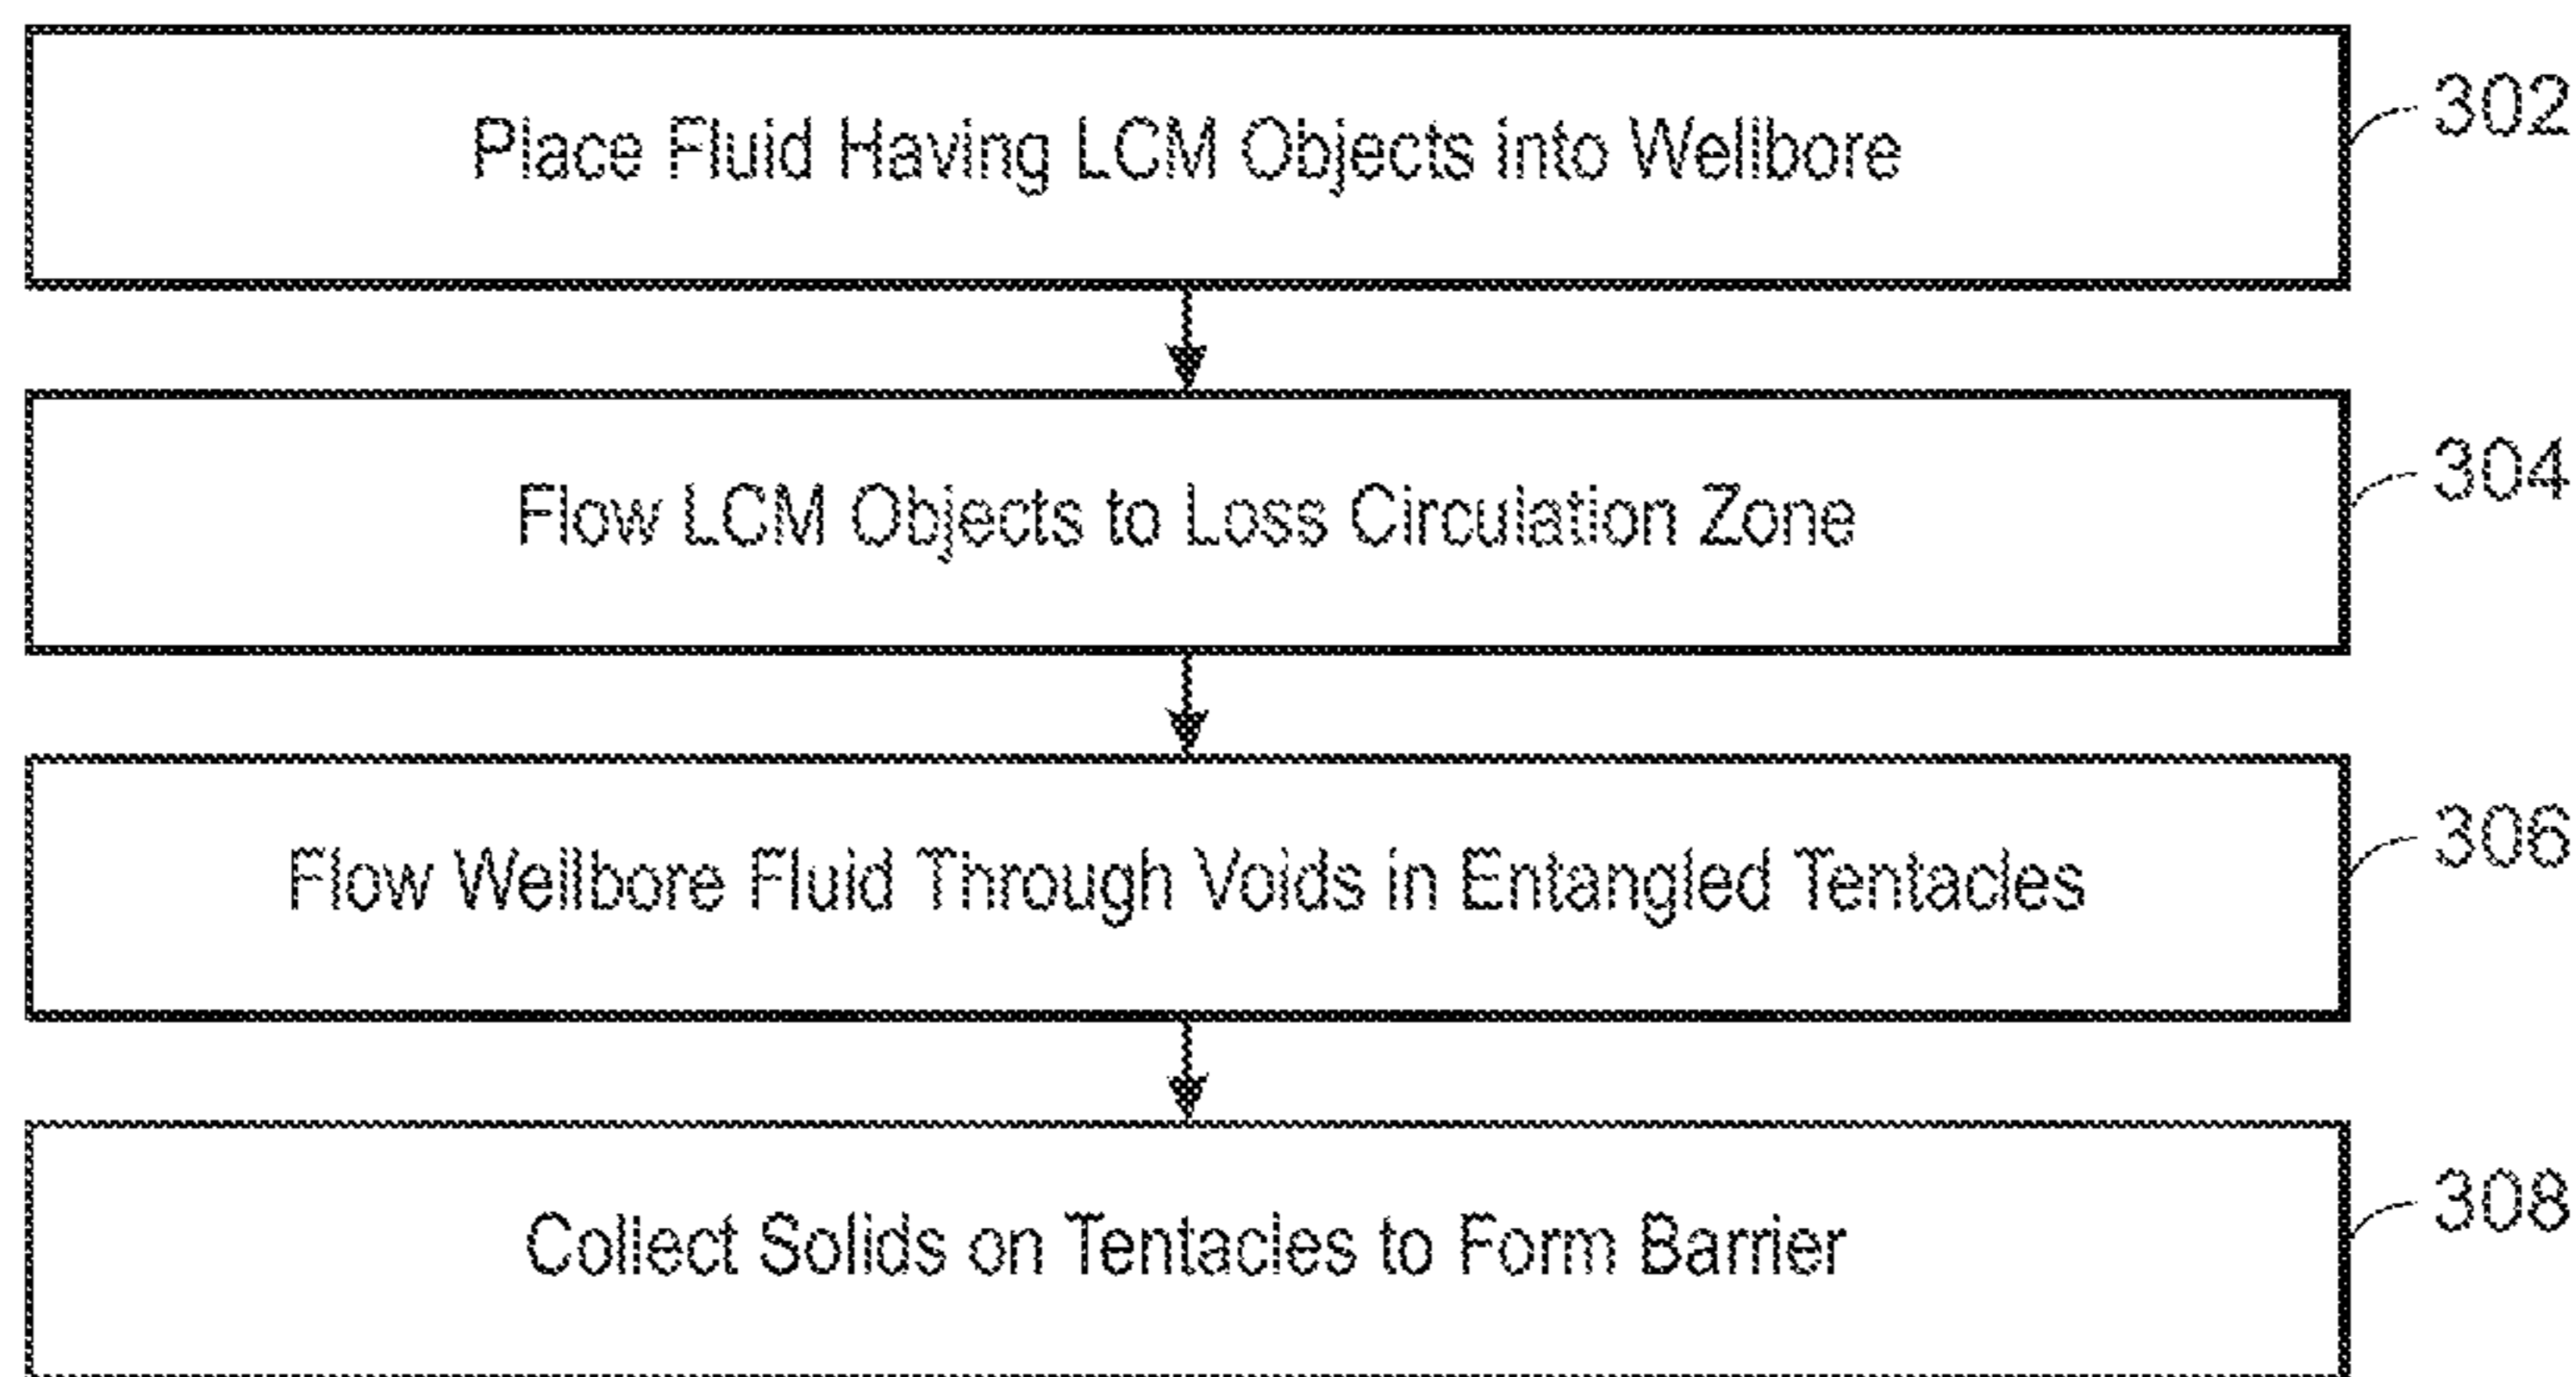 Place Fluid Having LCM Objects into Wellbore
302
Flow LCM Objects to Loss Circulation Zone
304
Flow Wellbore Fluid Through Voids in Entangled Tentacles
306
Collect Solids on Tentacles to Form Barrier
308